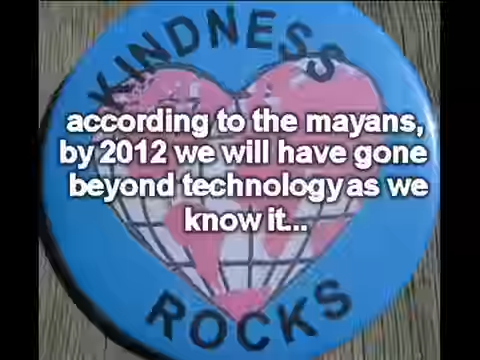 KINDNESS
according to the mayans,
by 2012 we will have gone
beyond technology as we
know it...
ROCKS